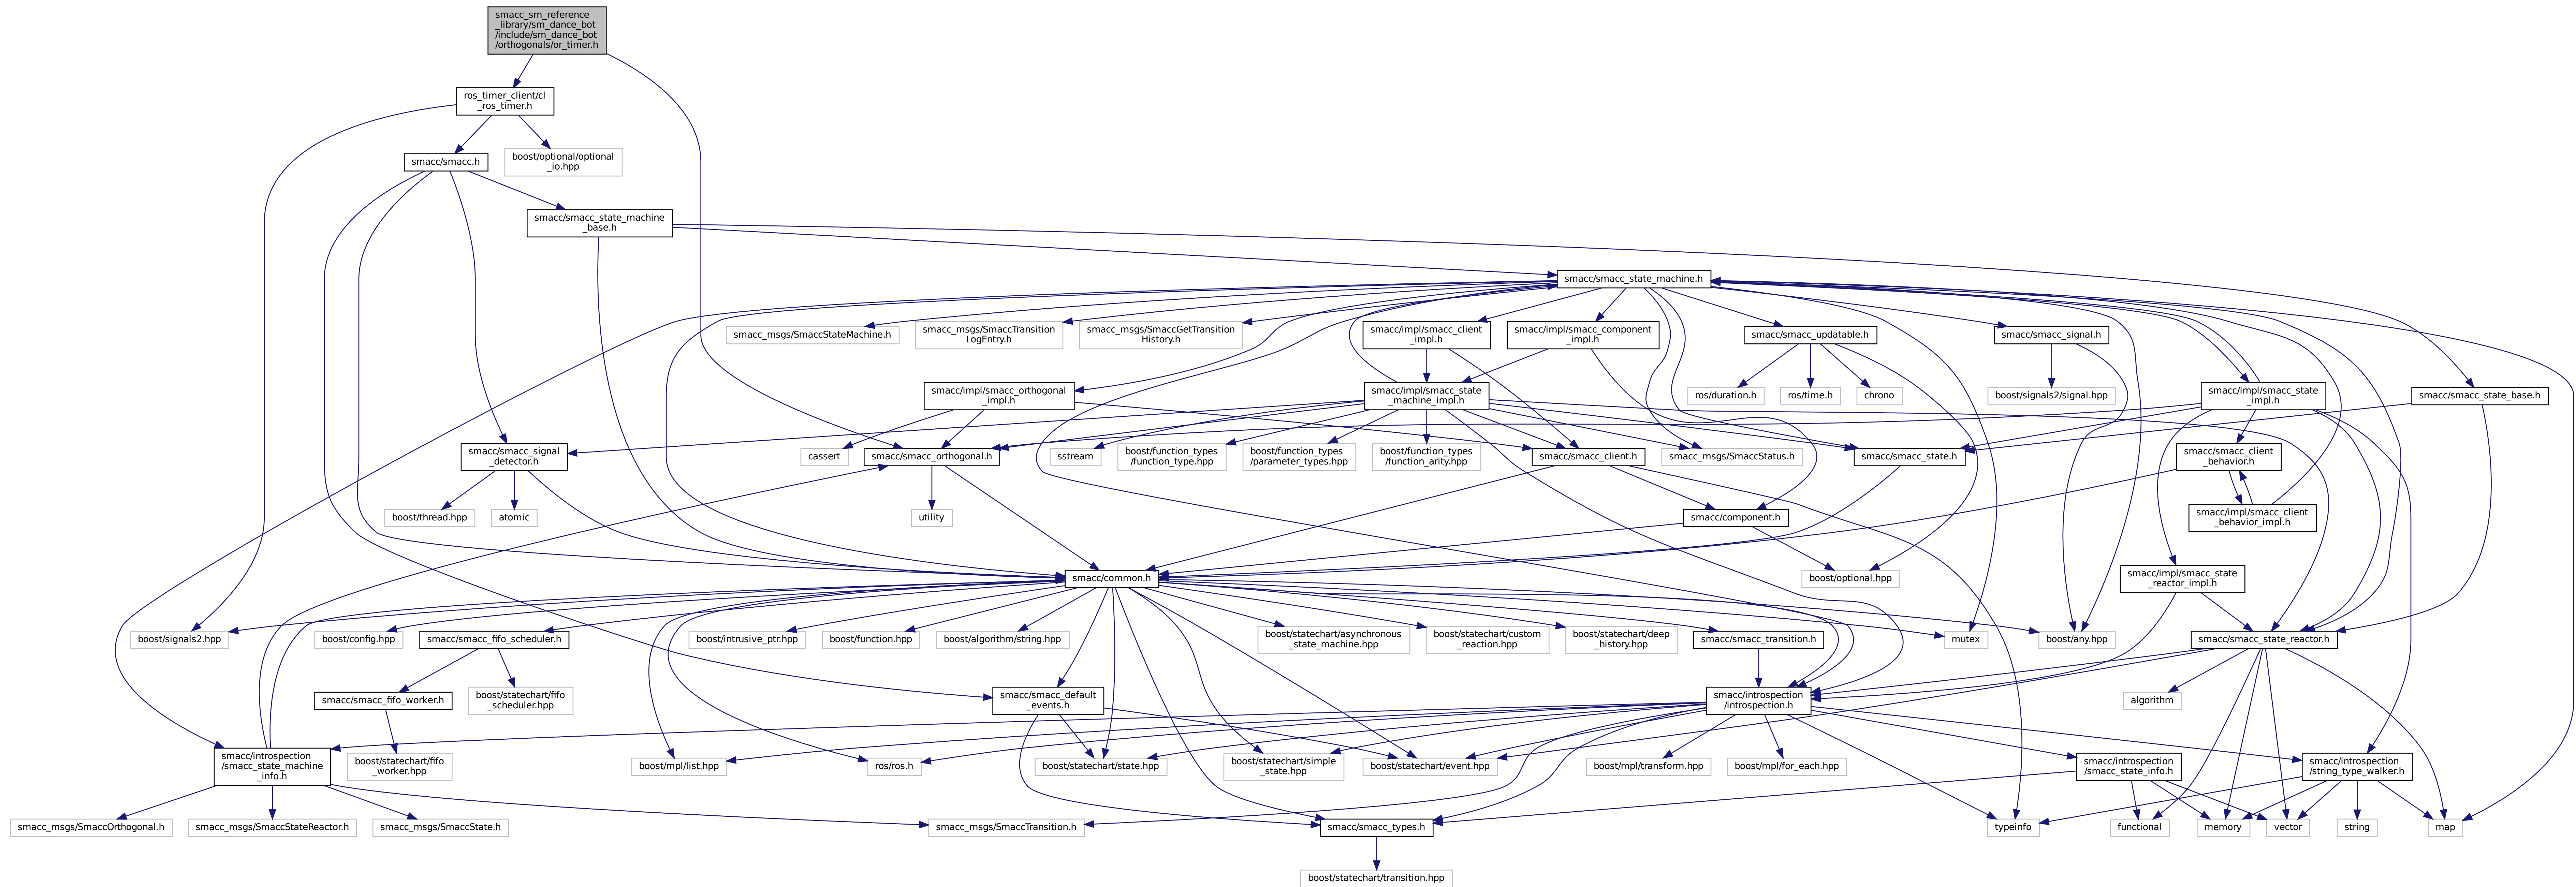 smacc_sm_reference
_library/sm_dance_bot
/include/sm_dance_bot
/orthogonals/or_timer.h
ros_timer_client/cl
_ros_timer.h
smacc/smacc.h
boost/optional/optional
_io.hpp
smacc/smacc_state_machine
_base.h
smacc/smacc_state_machine.h
smacc_msgs/SmaccStateMachine.h
smacc_msgs/SmaccTransition
LogEntry.h
smacc_msgs/SmaccGetTransition
History.h
smacc/impl/smacc_client
_impl.h
smacc/impl/smacc_component
_impl.h
smacc/smacc_updatable.h
smacc/smacc_signal.h
smacc/impl/smacc_orthogonal
_impl.h
smacc/impl/smacc_state
_machine_impl.h
ros/duration.h
ros/time.h
chrono
boost/signals2/signal.hpp
smacc/impl/smacc_state
_impl.h
smacc/smacc_state_base.h
smacc/smacc_signal
_detector.h
cassert
smacc/smacc_orthogonal.h
sstream
boost/function_types
/function_type.hpp
boost/function_types
/parameter_types.hpp
boost/function_types
/function_arity.hpp
smacc/smacc_client.h
smacc_msgs/SmaccStatus.h
smacc/smacc_state.h
smacc/smacc_client
_behavior.h
boost/thread.hpp
atomic
utility
smacc/component.h
smacc/impl/smacc_client
_behavior_impl.h
smacc/common.h
boost/optional.hpp
smacc/impl/smacc_state
_reactor_impl.h
boost/signals2.hpp
boost/config.hpp
smacc/smacc_fifo_scheduler.h
boost/intrusive_ptr.hpp
boost/function.hpp
boost/algorithm/string.hpp
boost/statechart/asynchronous
_state_machine.hpp
boost/statechart/custom
_reaction.hpp
boost/statechart/deep
_history.hpp
smacc/smacc_transition.h
mutex
boost/any.hpp
smacc/smacc_state_reactor.h
smacc/smacc_fifo_worker.h
boost/statechart/fifo
_scheduler.hpp
smacc/smacc_default
_events.h
smacc/introspection
/introspection.h
algorithm
smacc/introspection
/smacc_state_machine
_info.h
boost/statechart/fifo
_worker.hpp
boost/mpl/list.hpp
ros/ros.h
boost/statechart/state.hpp
boost/statechart/simple
_state.hpp
boost/statechart/event.hpp
boost/mpl/transform.hpp
boost/mpl/for_each.hpp
smacc/introspection
/smacc_state_info.h
smacc/introspection
/string_type_walker.h
smacc_msgs/SmaccOrthogonal.h
smacc_msgs/SmaccStateReactor.h
smacc_msgs/SmaccState.h
smacc_msgs/SmaccTransition.h
smacc/smacc_types.h
typeinfo
functional
memory
vector
string
map
boost/statechart/transition.hpp